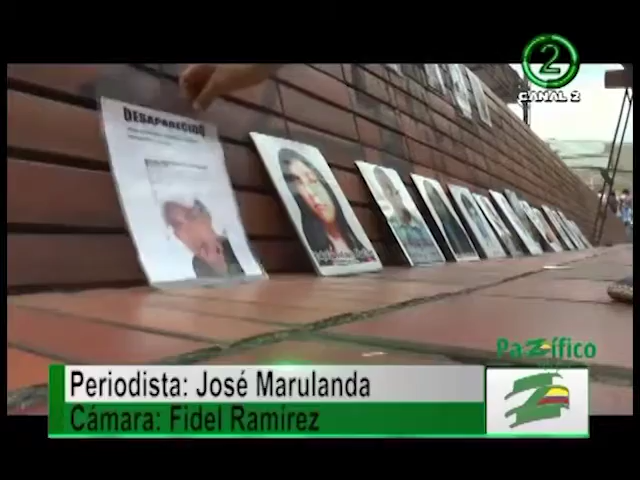 2
CANAL 2
DESAPARECIDO
Pazífico
Periodista: José Marulanda
Cámara: Fidel Ramírez